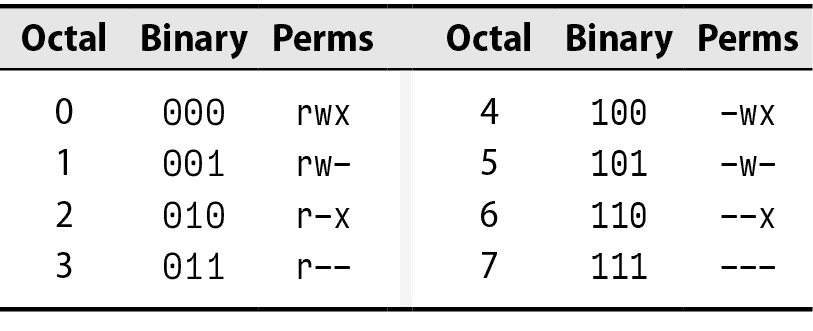 Octal Binary Perms Octal Binary Perms
0 000 rwx 4 100 -wx
1 001 rw- 5 101 -w-
2 010 r-x 6 110 --x
3 011 r-- 7 111 ---